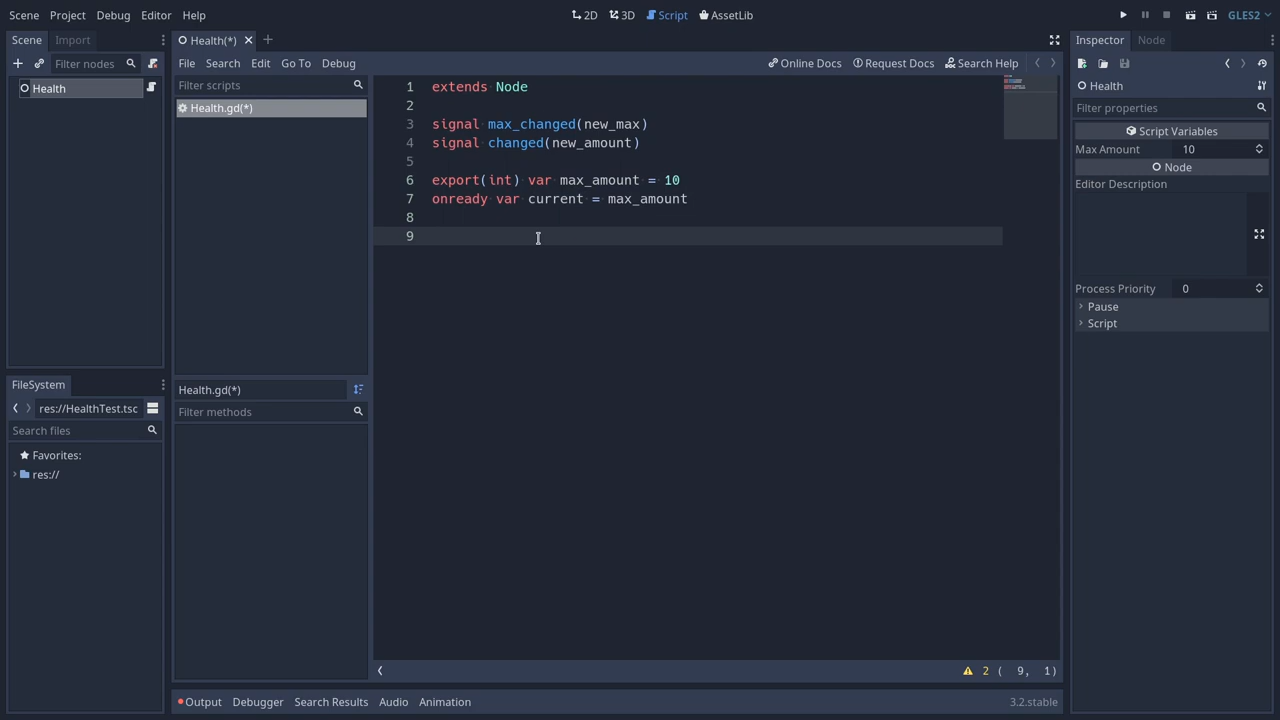 Scene Project Debug Editor Help
2D 3D Script AssetLib
GLES2
Scene Import
Filter nodes
Health
FileSystem
res://HealthTest.tsc
Search files
Favorites:
res://
Health(*)
File Search Edit Go To Debug
Online Docs Request Docs Search Help
Filter scripts
Health.gd(*)
Health.gd(*)
Filter methods
1 extends Node
2
3 signal max_changed(new_max)
4 signal changed(new_amount)
5
6 export(int) var max_amount = 10
7 onready var current = max_amount
8
9
2 ( 9, 1)
Output Debugger Search Results Audio Animation
3.2.stable
Inspector Node
Health
Filter properties
Script Variables
Max Amount 10
Node
Editor Description
Process Priority 0
Pause
Script